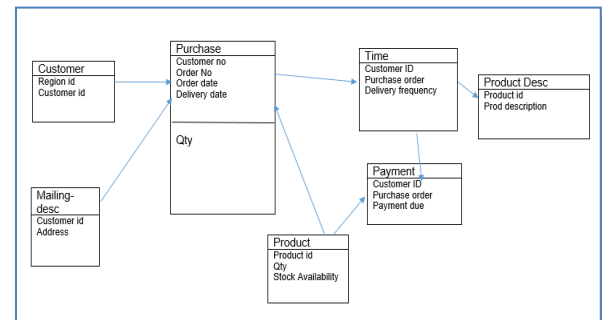 Customer
Region id
Customer id
Purchase
Customer no
Order No
Order date
Delivery date
Qty
Time
Customer ID
Purchase order
Delivery frequency
Product Desc
Product id
Prod description
Mailing-
desc
Customer id
Address
Payment
Customer ID
Purchase order
Payment due
Product
Product id
Qty
Stock Availability